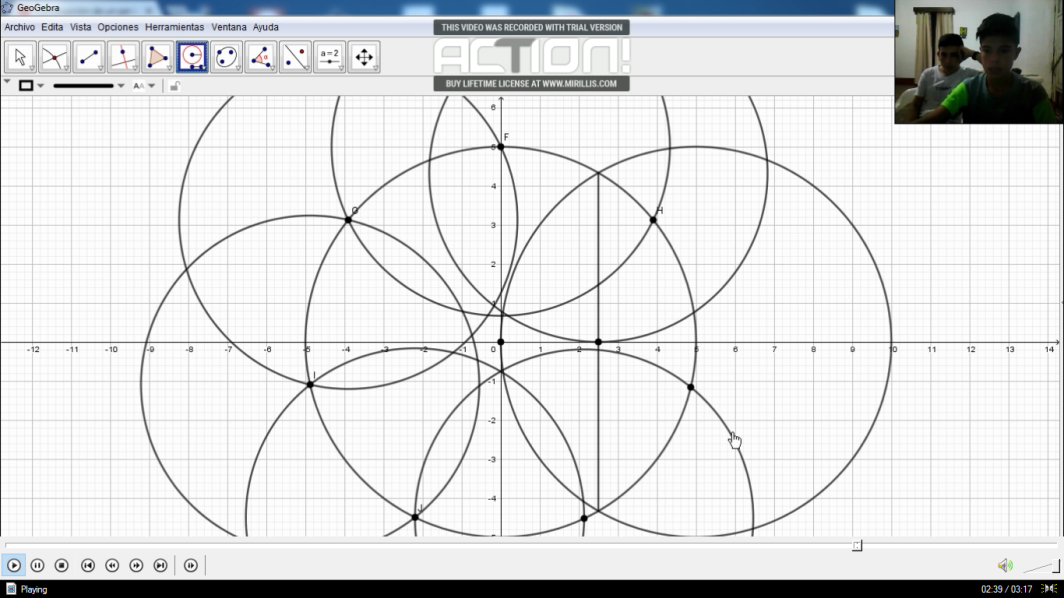 GeoGebra
Archivo Edita Vista Opciones Herramientas Ventana Ayuda
THIS VIDEO WAS RECORDED WITH TRIAL VERSION
ACTION!
BUY LIFETIME LICENSE AT WWW.MIRILLIS.COM
a=2
AA
6
F
5
4
G
H
3
2
1
-12 -11 -10 -9 -8 -7 -6 -5 -4 -3 -2 -1 0 1 2 3 4 5 6 7 8 9 10 11 12 13 14
I
-1
-2
-3
-4
J
-5
Playing
02:39 / 03:17